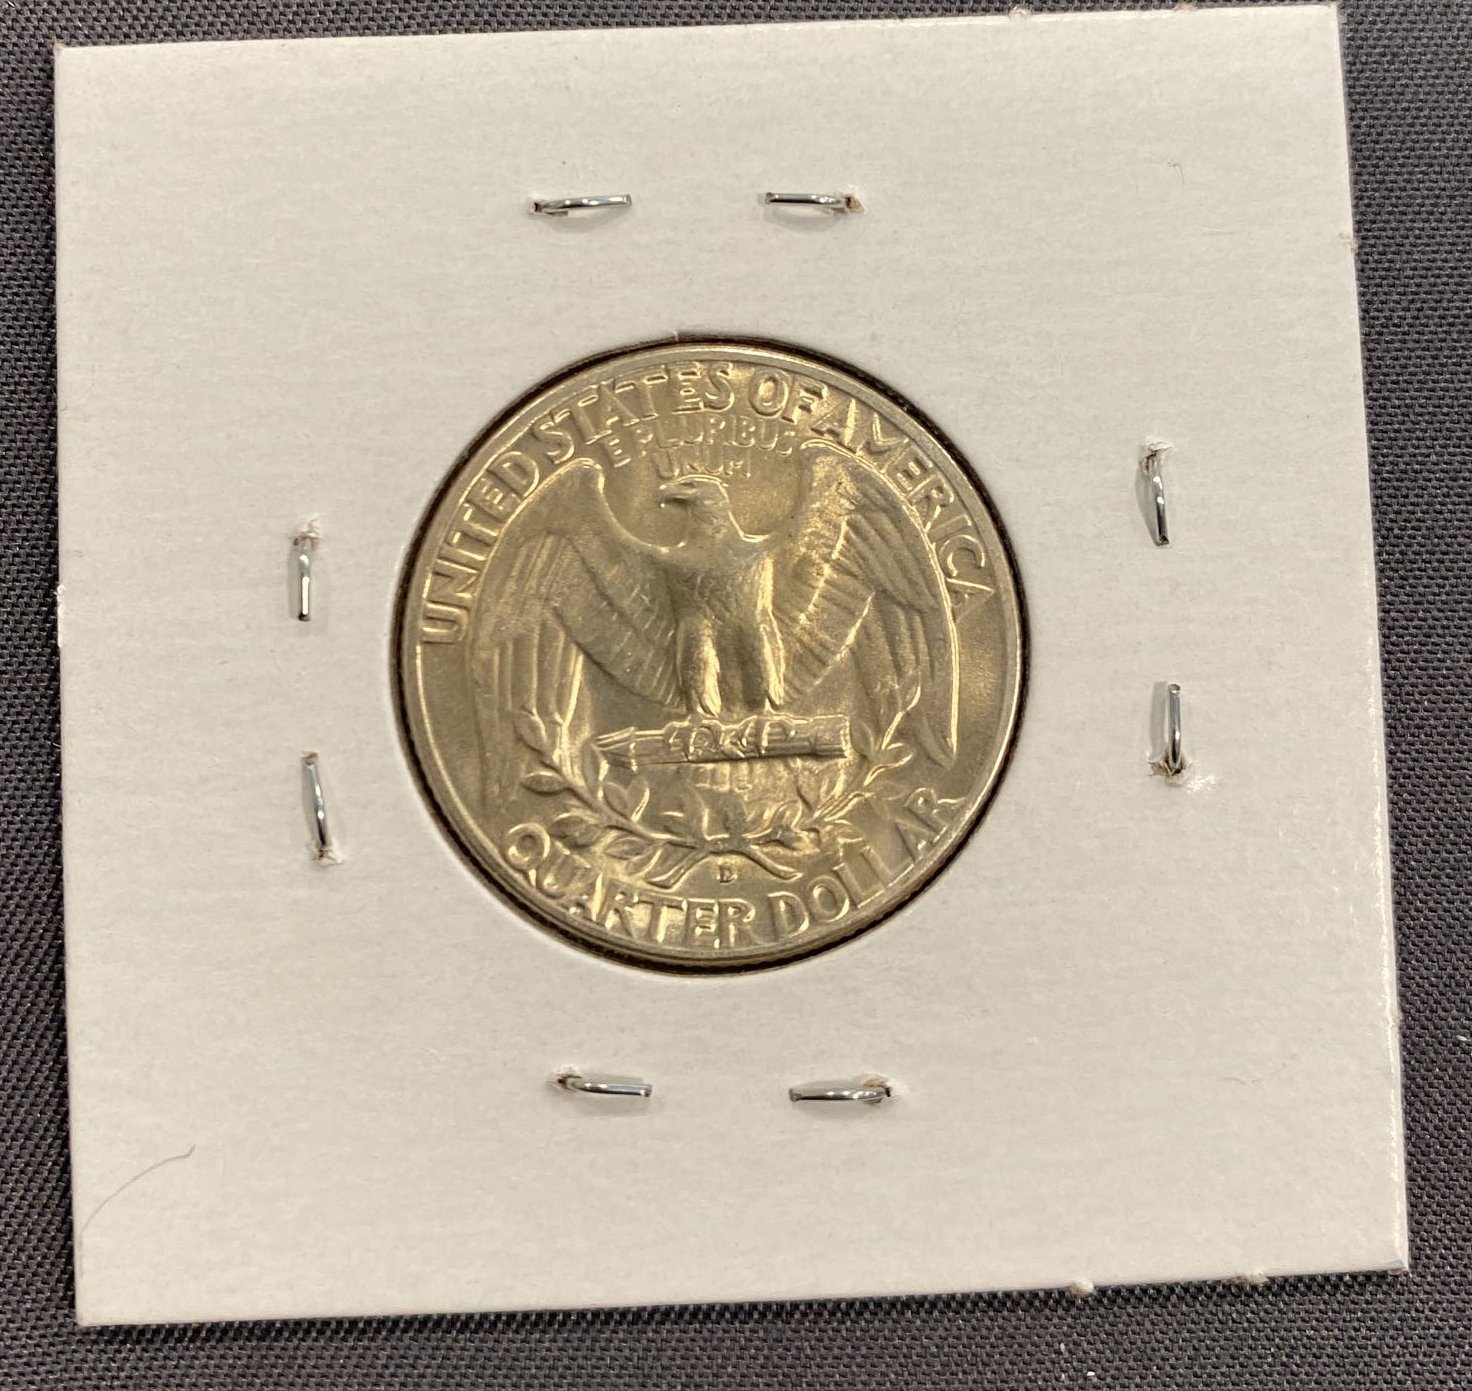 UNITED STATES OF AMERICA
E PLURIBUS
UNUM
D
QUARTER DOLLAR